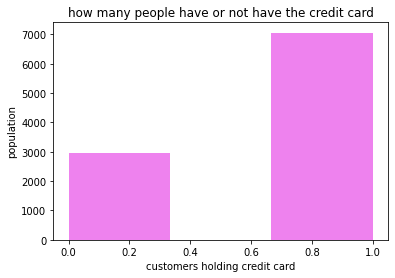 how many people have or not have the credit card
population
7000
6000
5000
4000
3000
2000
1000
0
0.0 0.2 0.4 0.6 0.8 1.0
customers holding credit card